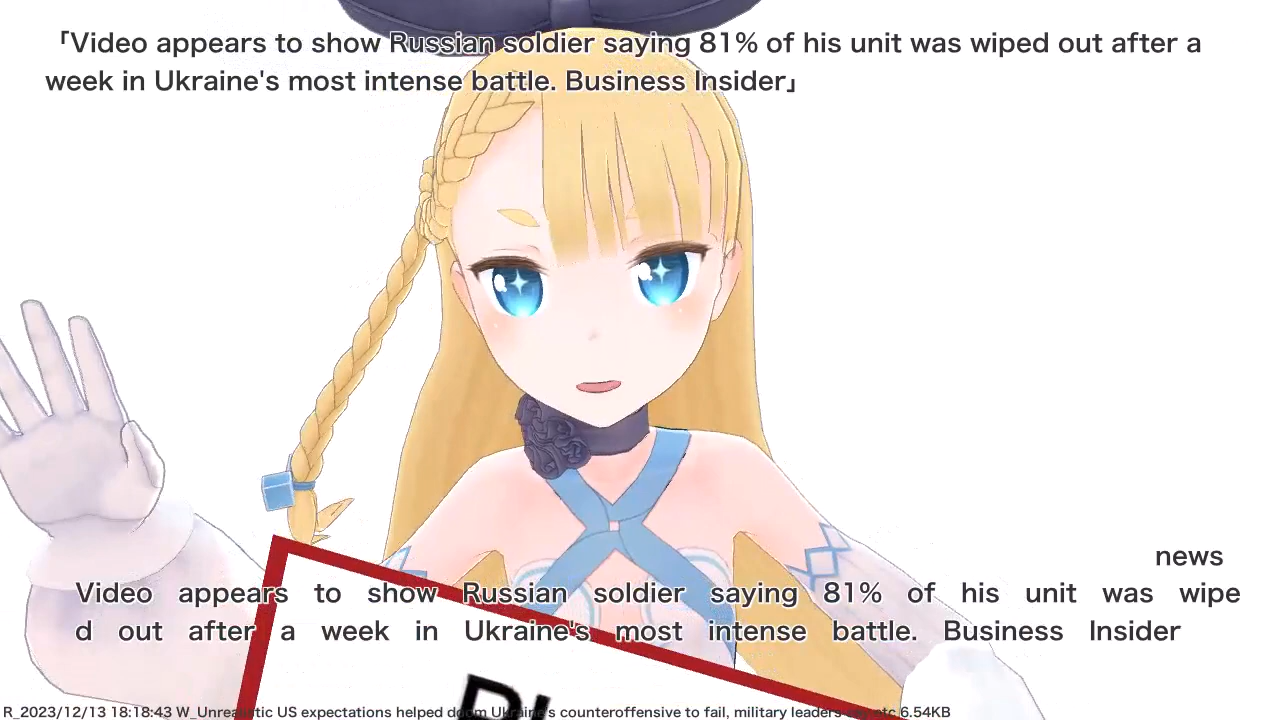 「Video appears to show Russian soldier saying 81% of his unit was wiped out after a
week in Ukraine's most intense battle. Business Insider」
news
Video appears to show Russian soldier saying 81% of his unit was wipe
d out after a week in Ukraine's most intense battle. Business Insider
R_2023/12/13 18:18:43 W_Unrealistic US expectations helped doom Ukraine's counteroffensive to fail, military leaders say etc 6.54KB